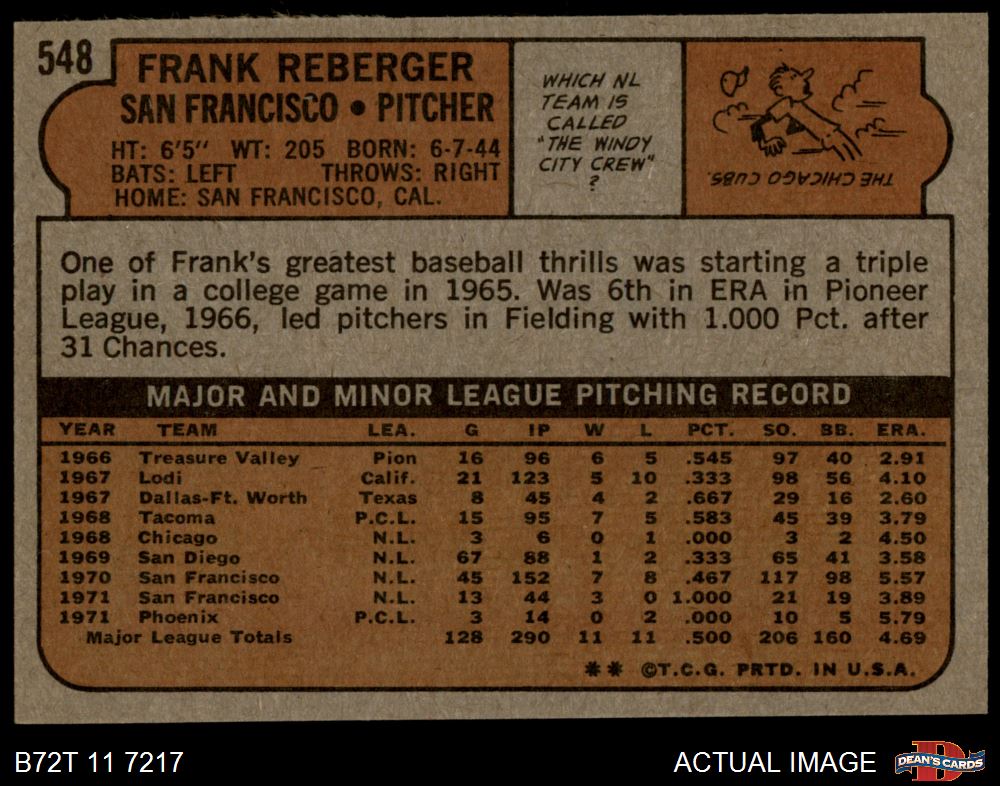 548
FRANK REBERGER
SAN FRANCISCO • PITCHER
HT: 6'5" WT: 205 BORN: 6-7-44
BATS: LEFT THROWS: RIGHT
HOME: SAN FRANCISCO, CAL.
WHICH NL
TEAM IS
CALLED
"THE WINDY
CITY CREW"
?
THE CHICAGO CUBS.
One of Frank's greatest baseball thrills was starting a triple
play in a college game in 1965. Was 6th in ERA in Pioneer
League, 1966, led pitchers in Fielding with 1.000 Pct. after
31 Chances.
MAJOR AND MINOR LEAGUE PITCHING RECORD
YEAR TEAM LEA. G IP W L PCT. SO. BB. ERA.
1966 Treasure Valley Pion 16 96 6 5 .545 97 40 2.91
1967 Lodi Calif. 21 123 5 10 .333 98 56 4.10
1967 Dallas-Ft. Worth Texas 8 45 4 2 .667 29 16 2.60
1968 Tacoma P.C.L. 15 95 7 5 .583 45 39 3.79
1968 Chicago N.L. 3 6 0 1 .000 3 2 4.50
1969 San Diego N.L. 67 88 1 2 .333 65 41 3.58
1970 San Francisco N.L. 45 152 7 8 .467 117 98 5.57
1971 San Francisco N.L. 13 44 3 0 1.000 21 19 3.89
1971 Phoenix P.C.L. 3 14 0 2 .000 10 5 5.79
Major League Totals 128 290 11 11 .500 206 160 4.69
** ©T.C.G. PRTD. IN U.S.A.
B72T 11 7217
ACTUAL IMAGE
D
DEAN'S CARDS